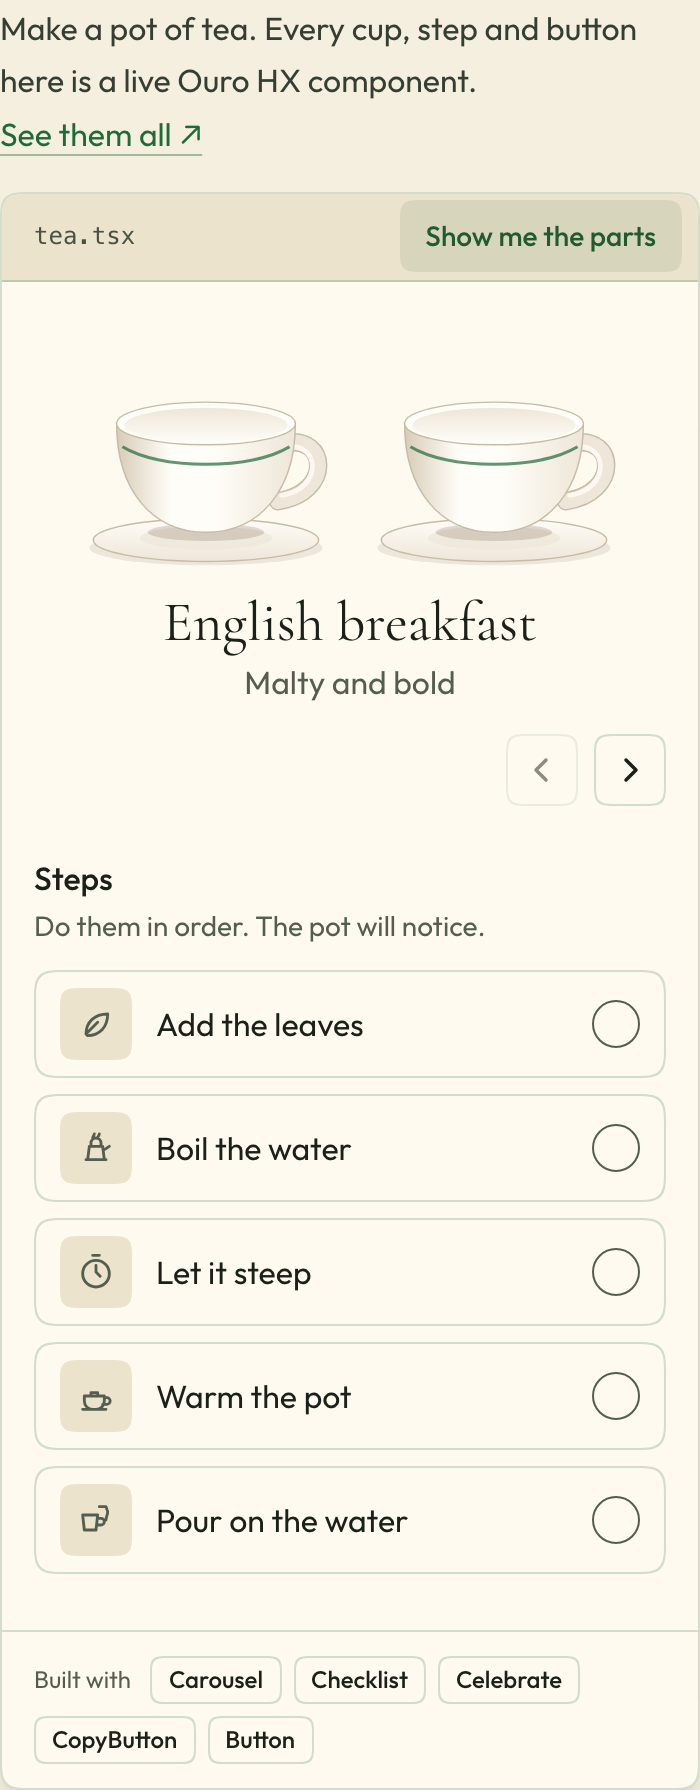 Make a pot of tea. Every cup, step and button
here is a live Ouro HX component.
See them all ↗
tea.tsx
Show me the parts
English breakfast
Malty and bold
Steps
Do them in order. The pot will notice.
Add the leaves
Boil the water
Let it steep
Warm the pot
Pour on the water
Built with Carousel Checklist Celebrate
CopyButton Button